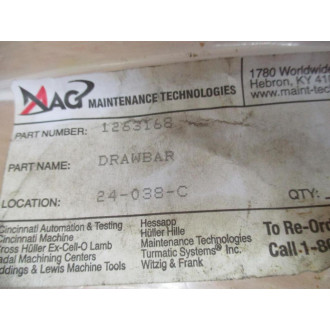 MAG MAINTENANCE TECHNOLOGIES
1780 Worldwide
Hebron, KY 410
www.maint-tech
PART NUMBER: 1263168
PART NAME: DRAWBAR
LOCATION: 24-038-C QTY:
Cincinnati Automation & Testing
Cincinnati Machine
Cross Hüller Ex-Cell-O Lamb
Fadal Machining Centers
Giddings & Lewis Machine Tools
Hessapp
Hüller Hille
Maintenance Technologies
Turmatic Systems Inc.
Witzig & Frank
To Re-Ord
Call:1-8